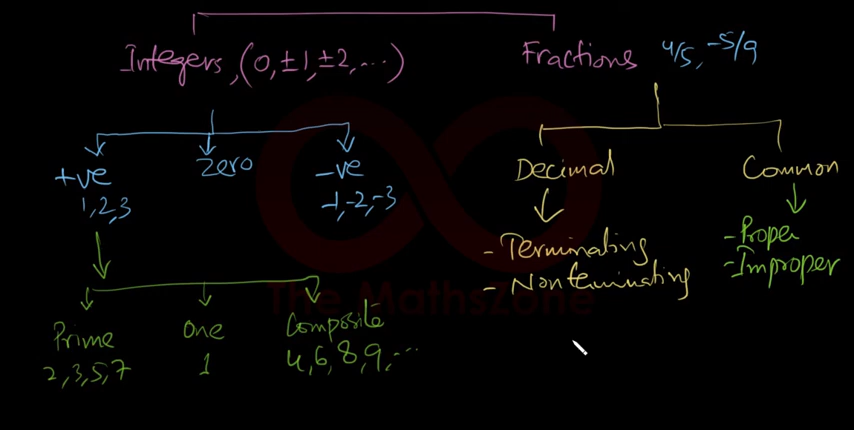 Integers, (0, ±1, ±2, ...)
Fractions 4/5, -5/9
+ve
Zero
-ve
1, 2, 3
-1, -2, -3
Decimal
Common
- Terminating
- Non terminating
- Proper
- Improper
The MathsZone
Prime
One
Composite
2, 3, 5, 7
1
4, 6, 8, 9, ...